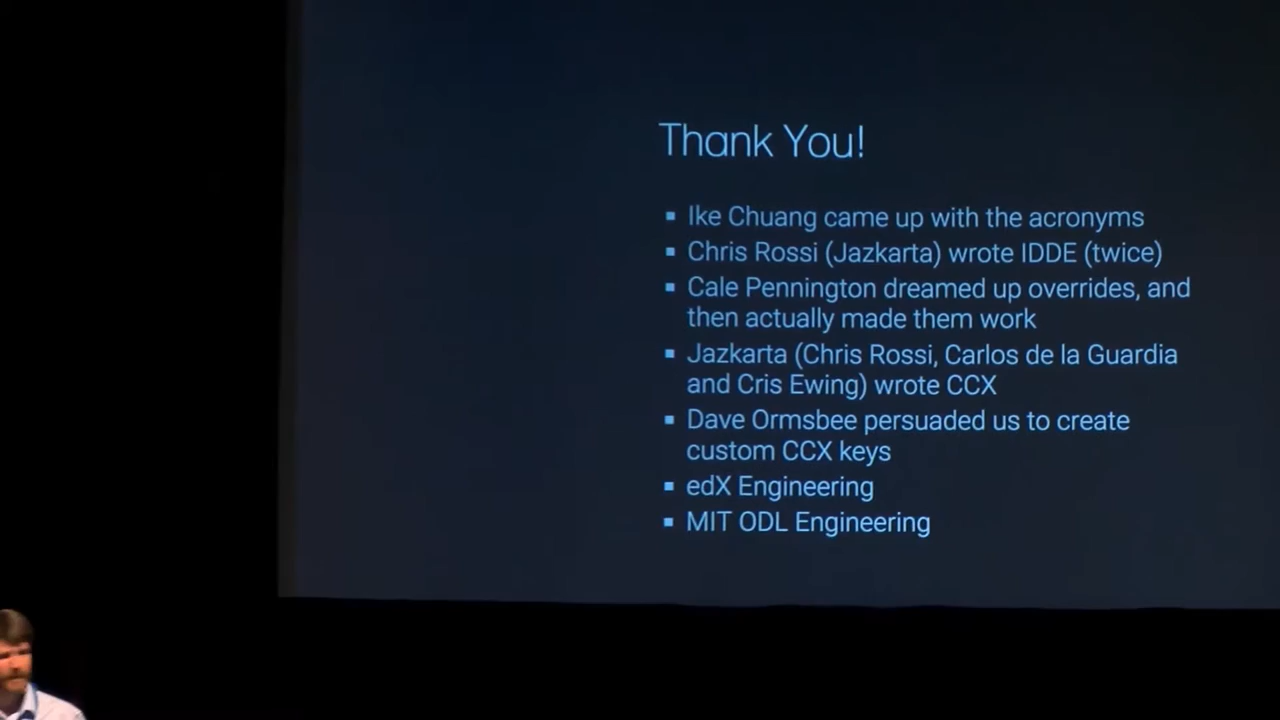 Thank You!
▪ Ike Chuang came up with the acronyms
▪ Chris Rossi (Jazkarta) wrote IDDE (twice)
▪ Cale Pennington dreamed up overrides, and
then actually made them work
▪ Jazkarta (Chris Rossi, Carlos de la Guardia
and Cris Ewing) wrote CCX
▪ Dave Ormsbee persuaded us to create
custom CCX keys
▪ edX Engineering
▪ MIT ODL Engineering